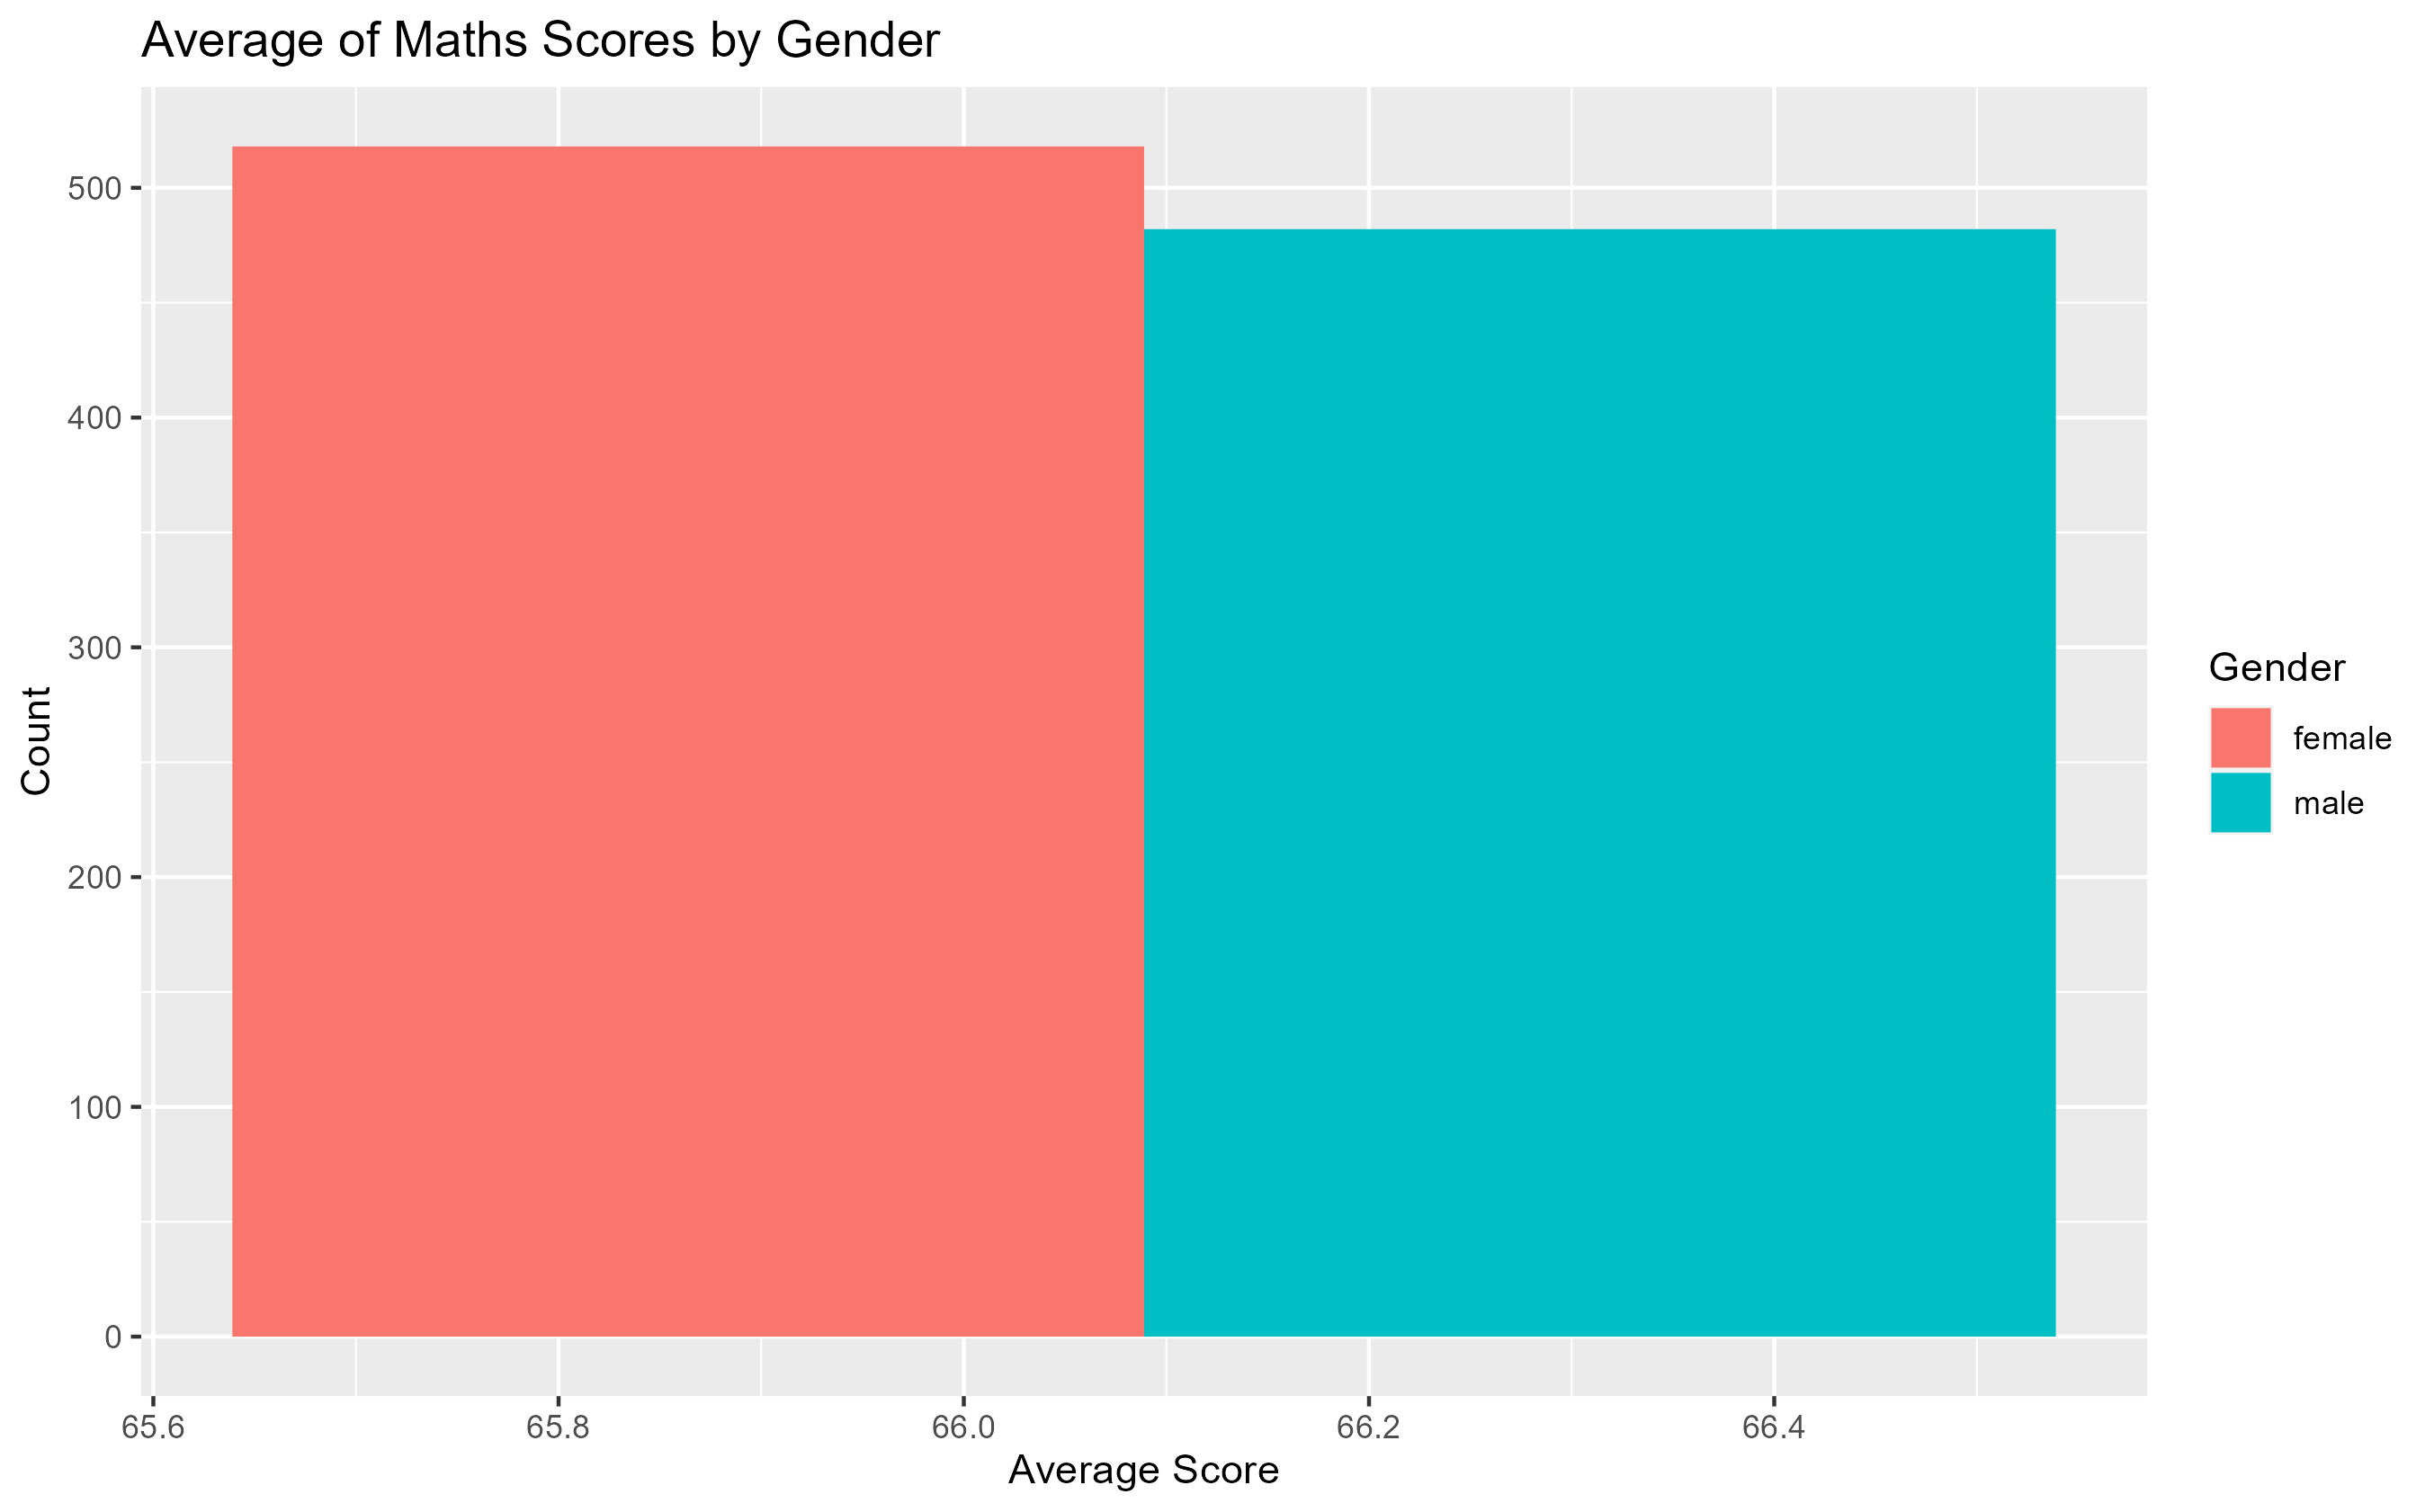 Average of Maths Scores by Gender
500
400
300
200
100
0
Count
65.6 65.8 66.0 66.2 66.4
Average Score
Gender
female
male